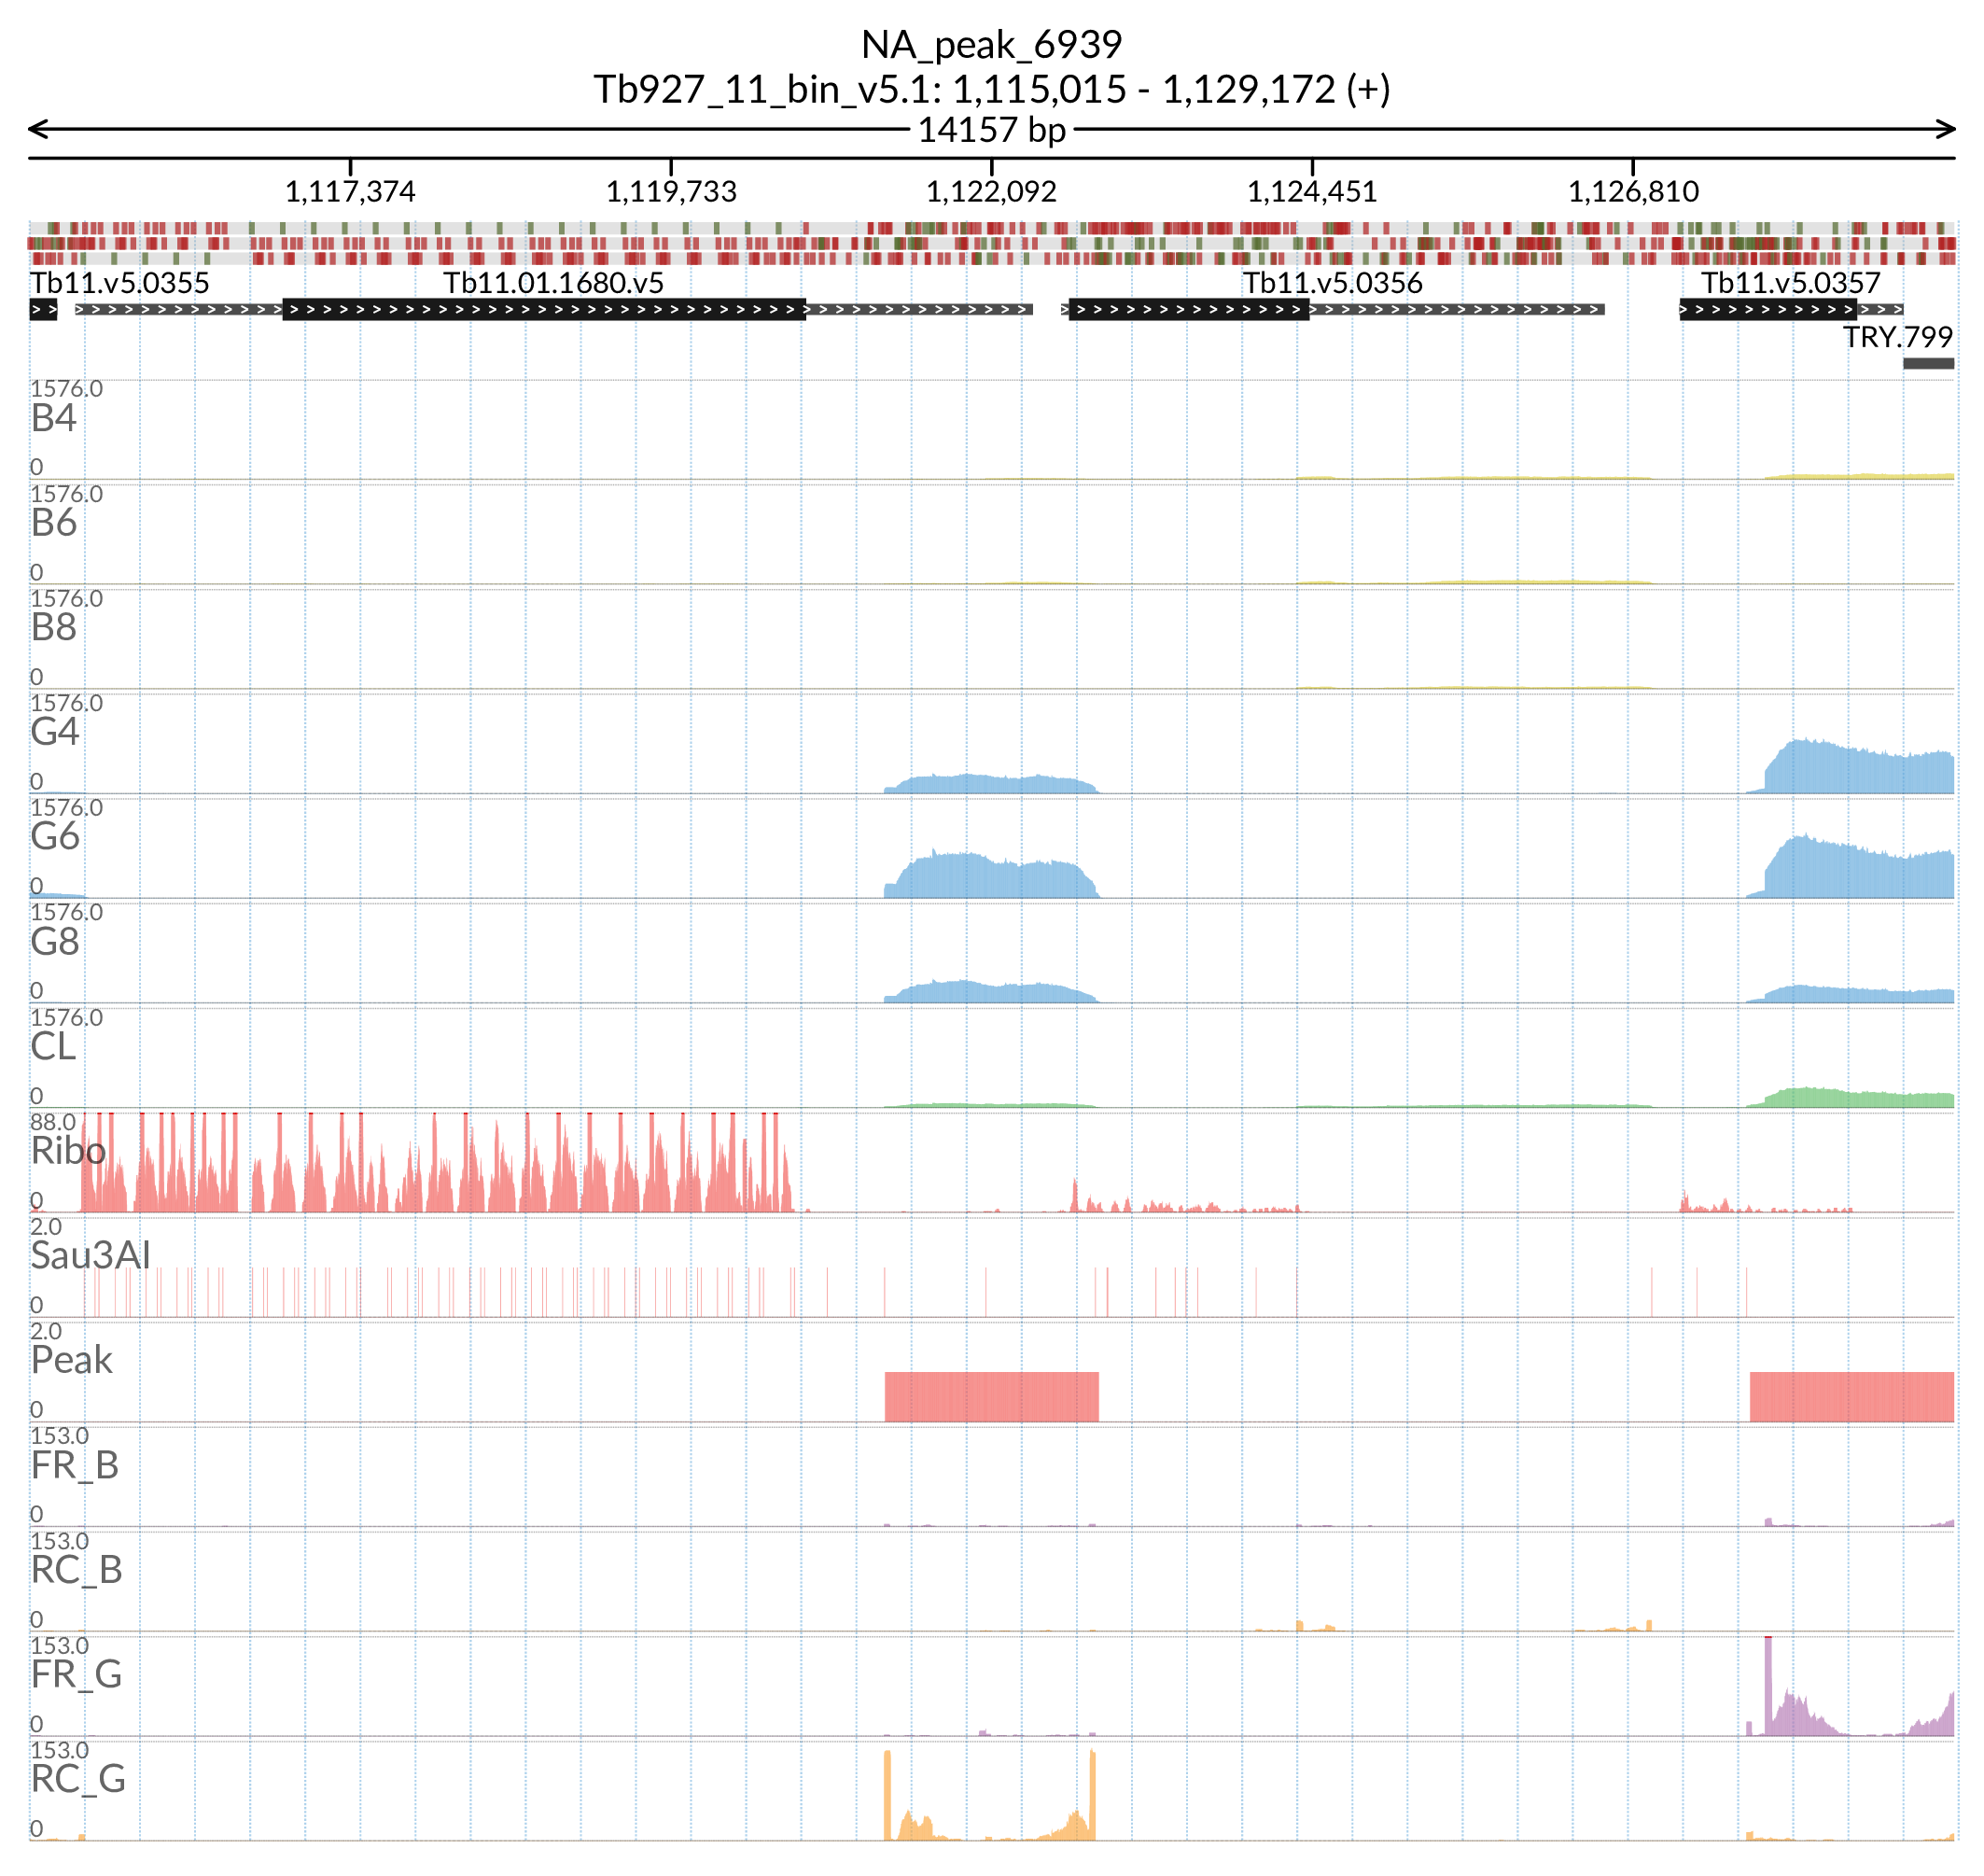 NA_peak_6939
Tb927_11_bin_v5.1: 1,115,015 - 1,129,172 (+)
14157 bp
1,117,374 1,119,733 1,122,092 1,124,451 1,126,810
Tb11.v5.0355 Tb11.01.1680.v5 Tb11.v5.0356 Tb11.v5.0357
TRY.799
1576.0
B4
0
1576.0
B6
0
1576.0
B8
0
1576.0
G4
0
1576.0
G6
0
1576.0
G8
0
1576.0
CL
0
88.0
Ribo
0
2.0
Sau3AI
0
2.0
Peak
0
153.0
FR_B
0
153.0
RC_B
0
153.0
FR_G
0
153.0
RC_G
0